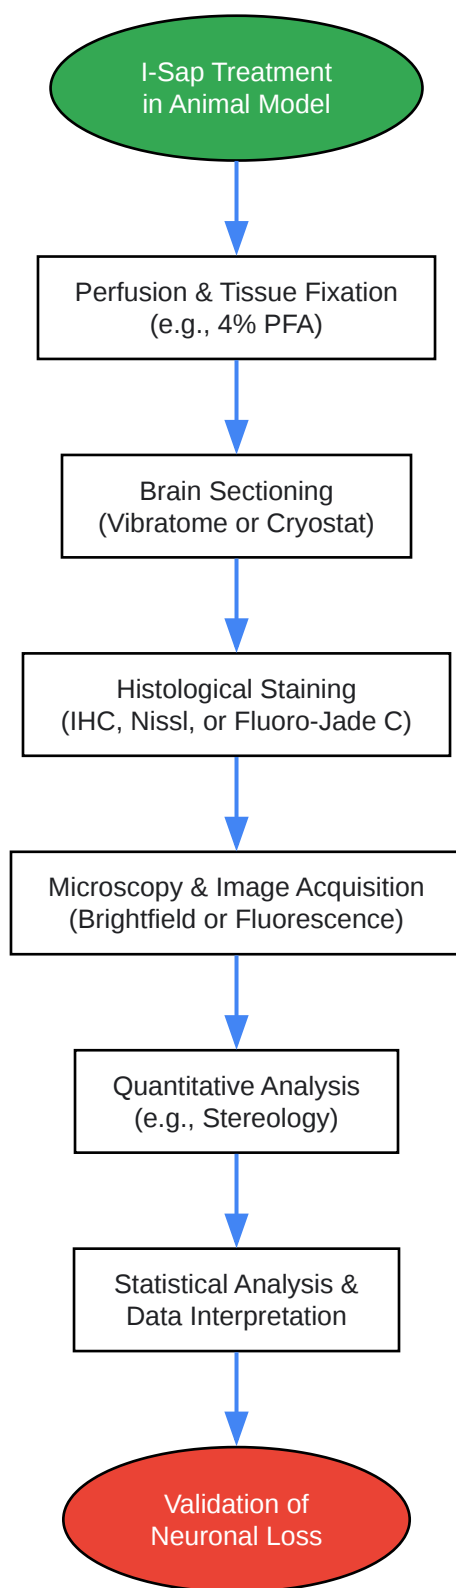 I-Sap Treatment
in Animal Model
Perfusion & Tissue Fixation
(e.g., 4% PFA)
Brain Sectioning
(Vibratome or Cryostat)
Histological Staining
(IHC, Nissl, or Fluoro-Jade C)
Microscopy & Image Acquisition
(Brightfield or Fluorescence)
Quantitative Analysis
(e.g., Stereology)
Statistical Analysis &
Data Interpretation
Validation of
Neuronal Loss